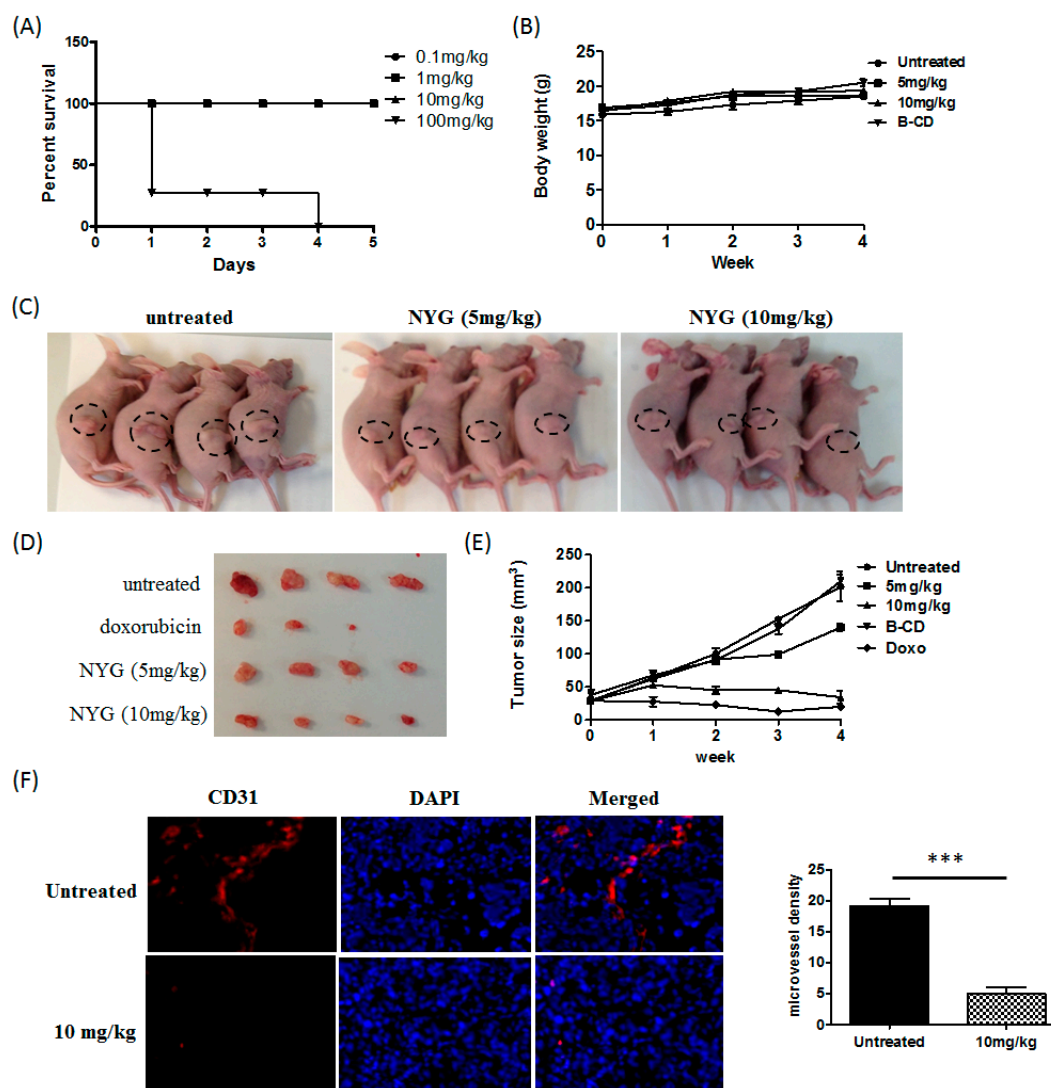 (A)
150
100
50
0
Percent survival
0 1 2 3 4 5
Days
0.1mg/kg
1mg/kg
10mg/kg
100mg/kg
(B)
25
20
15
10
5
0
Body weight (g)
0 1 2 3 4
Week
Untreated
5mg/kg
10mg/kg
B-CD
(C)
untreated NYG (5mg/kg) NYG (10mg/kg)
(D)
untreated
doxorubicin
NYG (5mg/kg)
NYG (10mg/kg)
(E)
250
200
150
100
50
0
Tumor size (mm³)
0 1 2 3 4
week
Untreated
5mg/kg
10mg/kg
B-CD
Doxo
(F)
CD31 DAPI Merged
Untreated
10 mg/kg
***
25
20
15
10
5
0
microvessel density
Untreated 10mg/kg